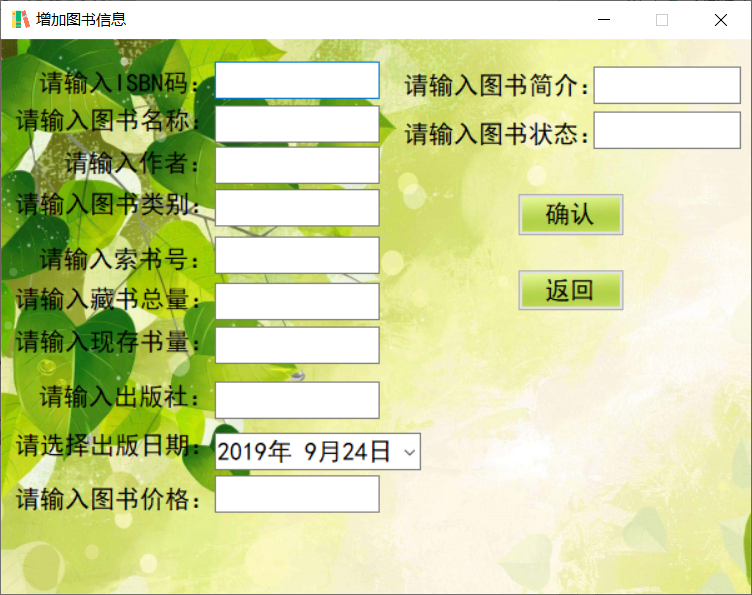 增加图书信息
请输入ISBN码：
请输入图书名称：
请输入作者：
请输入图书类别：
请输入索书号：
请输入藏书总量：
请输入现存书量：
请输入出版社：
请选择出版日期：
2019年 9月24日
请输入图书价格：
请输入图书简介：
请输入图书状态：
确认
返回